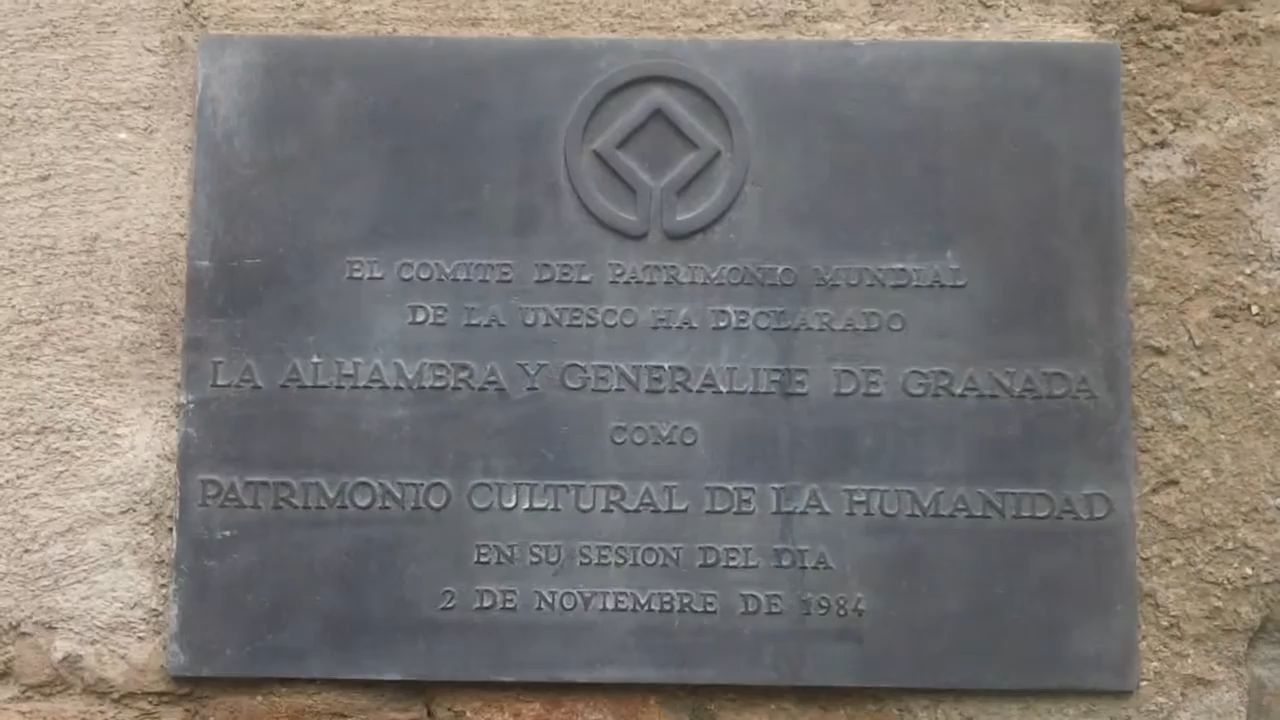 EL COMITE DEL PATRIMONIO MUNDIAL
DE LA UNESCO HA DECLARADO
LA ALHAMBRA Y GENERALIFE DE GRANADA
COMO
PATRIMONIO CULTURAL DE LA HUMANIDAD
EN SU SESION DEL DIA
2 DE NOVIEMBRE DE 1984